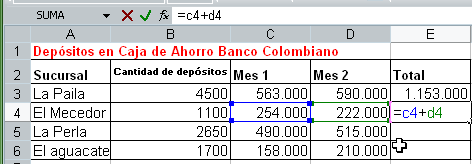 SUMA =c4+d4
A B C D E
1 Depósitos en Caja de Ahorro Banco Colombiano
2 Sucursal Cantidad de depósitos Mes 1 Mes 2 Total
3 La Paila 4500 563.000 590.000 1.153.000
4 El Mecedor 1100 254.000 222.000 =c4+d4
5 La Perla 2650 490.000 515.000
6 El aguacate 1700 158.000 210.000